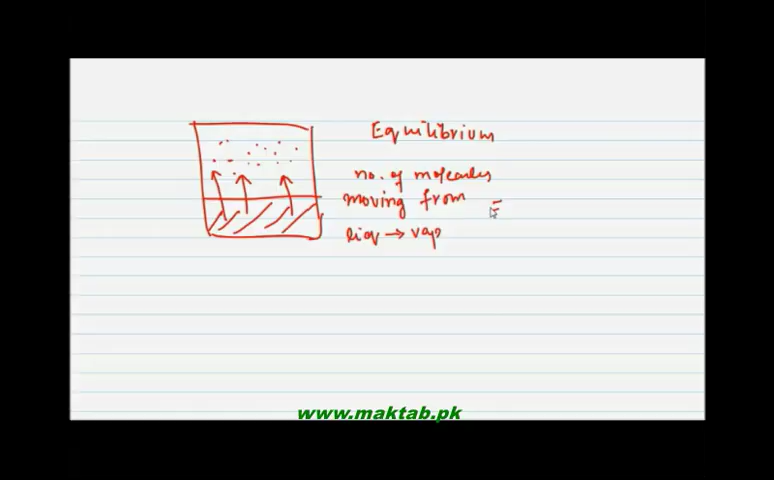 Equilibrium
no. of molecules
moving from
liq → vap
www.maktab.pk